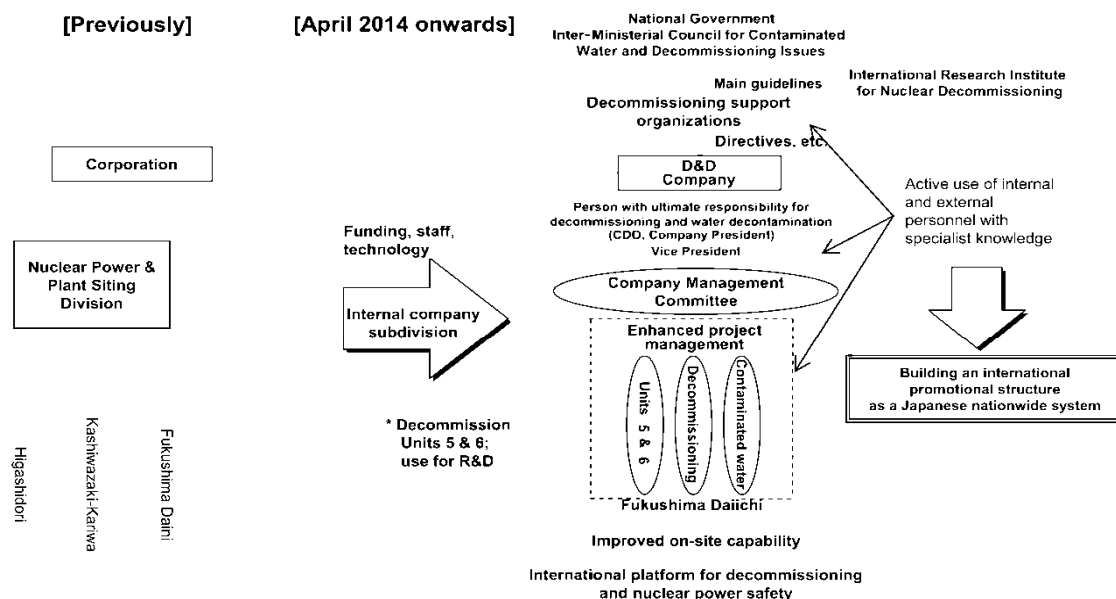 [Previously]
[April 2014 onwards]
National Government
Inter-Ministerial Council for Contaminated
Water and Decommissioning Issues
Main guidelines
International Research Institute
for Nuclear Decommissioning
Decommissioning support
organizations
Directives, etc.
Corporation
D&D
Company
Active use of internal
and external
personnel with
specialist knowledge
Person with ultimate responsibility for
decommissioning and water decontamination
(CDO, Company President)
Vice President
Funding, staff,
technology
Nuclear Power &
Plant Siting
Division
Internal company
subdivision
Company Management
Committee
Enhanced project
management
Units 5 & 6
Decommissioning
Contaminated water
Building an international
promotional structure
as a Japanese nationwide system
* Decommission
Units 5 & 6;
use for R&D
Higashidori
Kashiwazaki-Kariwa
Fukushima Daini
Fukushima Daiichi
Improved on-site capability
International platform for decommissioning
and nuclear power safety